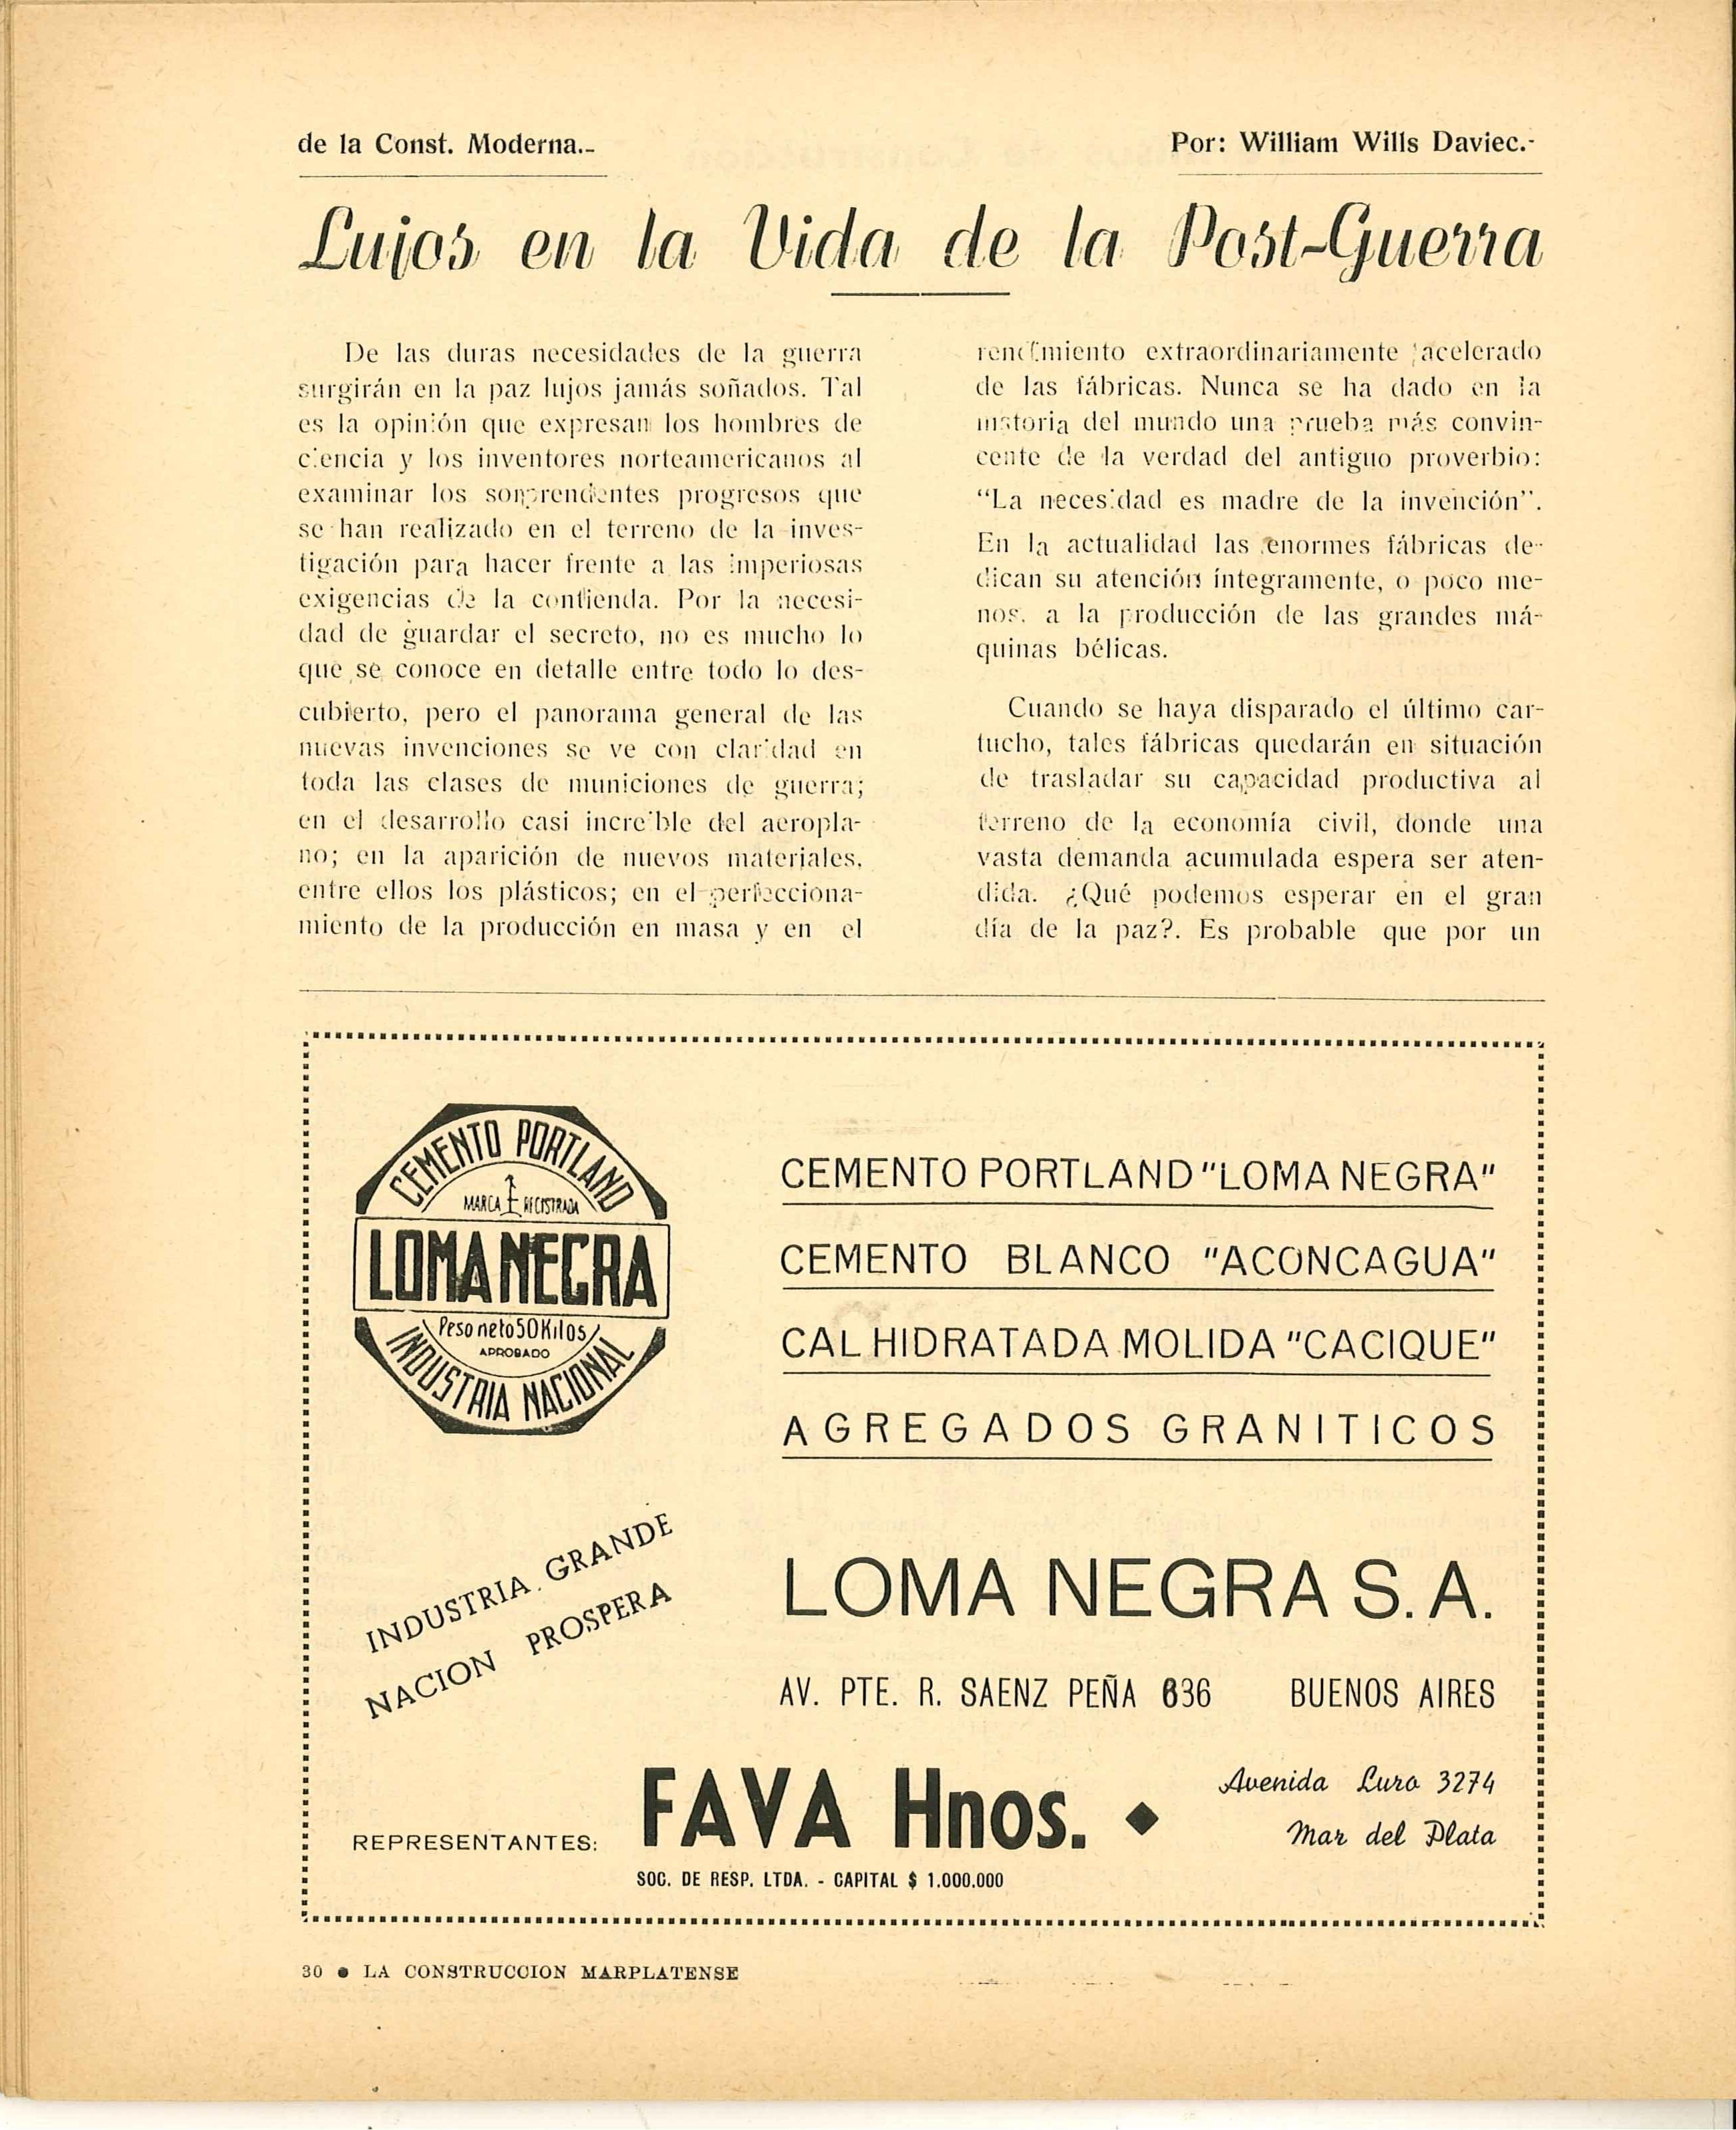 de la Const. Moderna.-
Por: William Wills Daviec.-
Lujos en la Vida de la Post-Guerra
De las duras necesidades de la guerra
surgirán en la paz lujos jamás soñados. Tal
es la opinión que expresan los hombres de
ciencia y los inventores norteamericanos al
examinar los sorprendentes progresos que
se han realizado en el terreno de la inves-
tigación para hacer frente a las imperiosas
exigencias de la contienda. Por la necesi-
dad de guardar el secreto, no es mucho lo
que se conoce en detalle entre todo lo des-
cubierto, pero el panorama general de las
nuevas invenciones se ve con claridad en
toda las clases de municiones de guerra;
en el desarrollo casi increíble del aeropla-
no; en la aparición de nuevos materiales,
entre ellos los plásticos; en el perfecciona-
miento de la producción en masa y en el
rendimiento extraordinariamente acelerado
de las fábricas. Nunca se ha dado en la
historia del mundo una prueba más convin-
cente de la verdad del antiguo proverbio:
“La necesidad es madre de la invención”.
En la actualidad las enormes fábricas de-
dican su atención íntegramente, o poco me-
nos, a la producción de las grandes má-
quinas bélicas.
Cuando se haya disparado el último car-
tucho, tales fábricas quedarán en situación
de trasladar su capacidad productiva al
terreno de la economía civil, donde una
vasta demanda acumulada espera ser aten-
dida. ¿Qué podemos esperar en el gran
día de la paz?. Es probable que por un
CEMENTO PORTLAND
MARCA REGISTRADA
LOMA NEGRA
Peso neto 50 Kilos
APROBADO
INDUSTRIA NACIONAL
CEMENTO PORTLAND "LOMA NEGRA"
CEMENTO BLANCO "ACONCAGUA"
CAL HIDRATADA MOLIDA "CACIQUE"
AGREGADOS GRANITICOS
INDUSTRIA GRANDE
NACION PROSPERA
LOMA NEGRA S. A.
AV. PTE. R. SAENZ PEÑA 636 BUENOS AIRES
REPRESENTANTES: FAVA Hnos. ◆
SOC. DE RESP. LTDA. - CAPITAL $ 1.000.000
Avenida Luro 3274
Mar del Plata
30 ● LA CONSTRUCCION MARPLATENSE